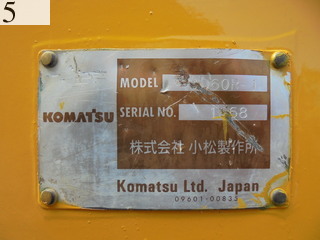 5
MODEL
KOMATSU
SERIAL NO.
株式会社 小松製作所
Komatsu Ltd. Japan
09601-00833